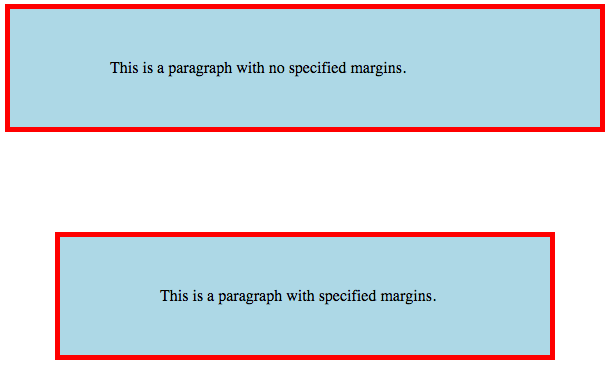 This is a paragraph with no specified margins.
This is a paragraph with specified margins.